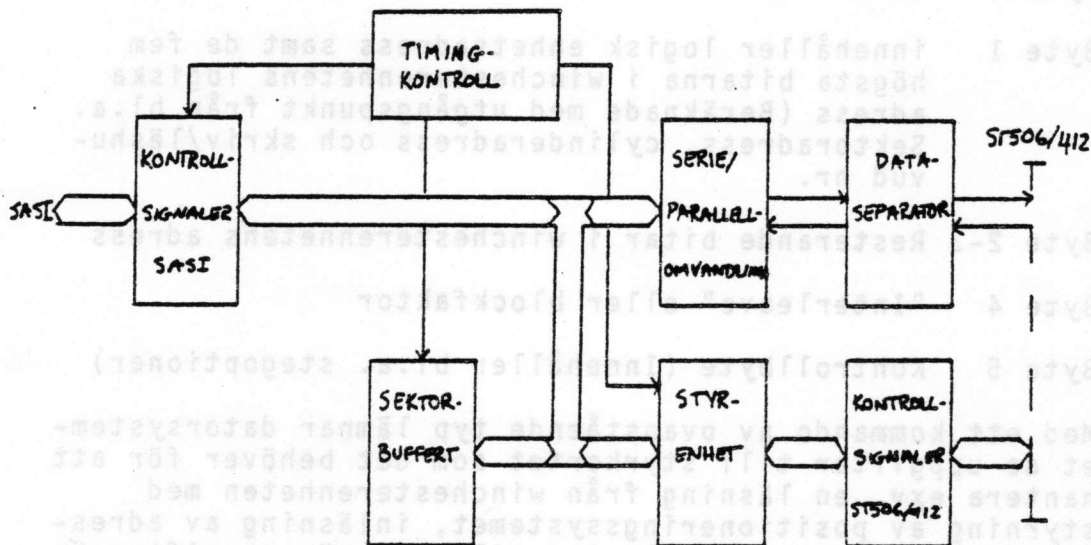 Byte 1 innehåller logisk enhetsadress samt de fem
högsta bitarna i winchesterenhetens logiska
adress (Beräknade med utgångspunkt från bl.a.
Sektoradress, cylinderadress och skriv/läshu-
vud nr.
Byte 2-3 Resterande bitar i winchesterenhetens adress
Byte 4 "Interleave" eller blockfaktor
Byte 5 Kontrollbyte (Innehåller bl.a. stegoptioner)
Med ett kommando av ovanstående typ lämnar datorsystem-
et de uppgifter till styrkortet som det behöver för att
hantera exv. en läsning från winchesterenheten med
styrning av positioneringssystemet, inläsning av adres-
TIMING-
KONTROLL
SASI
KONTROLL-
SIGNALER
SASI
SERIE/
PARALLELL-
OMVANDLING
DATA-
SEPARATOR
ST506/412
SEKTOR-
BUFFERT
STYR-
ENHET
KONTROLL-
SIGNALER
ST506/412